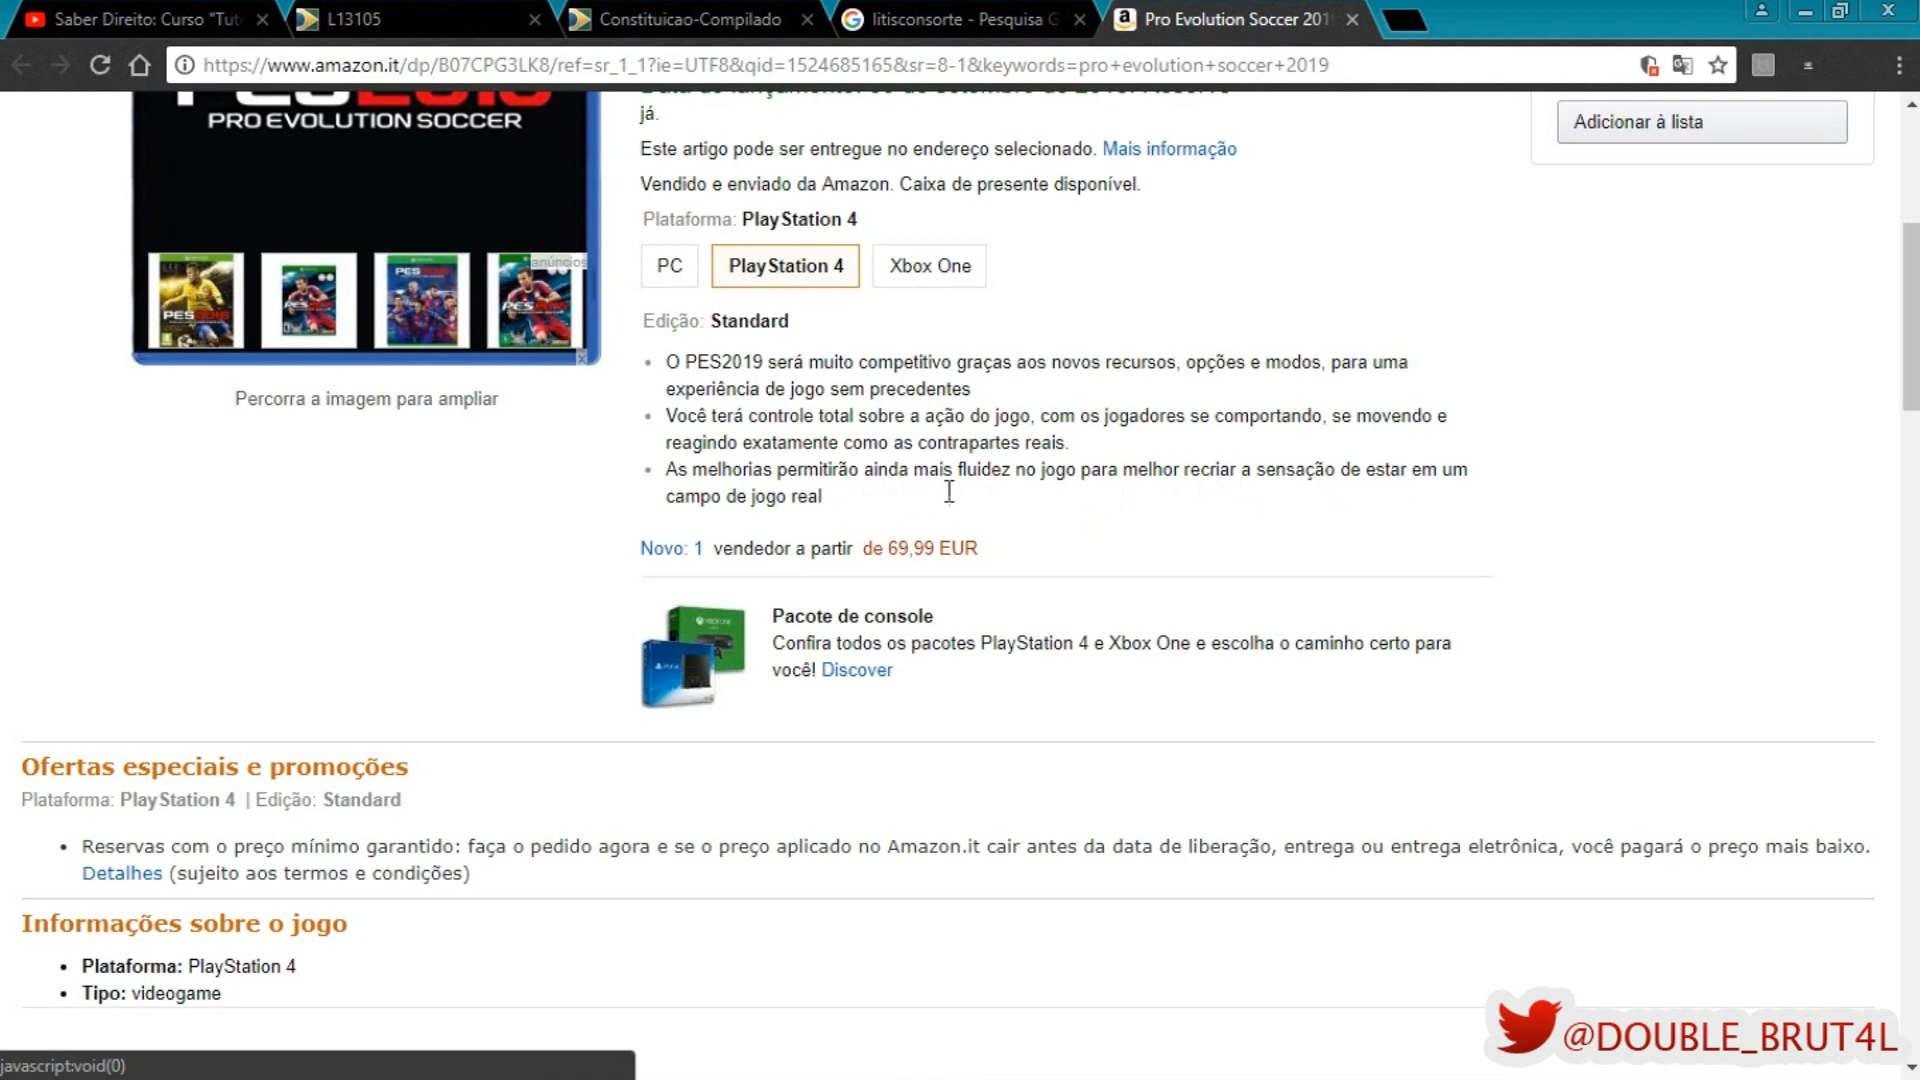 Saber Direito: Curso "Tut
L13105
Constituicao-Compilado
litisconsorte - Pesquisa G
Pro Evolution Soccer 201
https://www.amazon.it/dp/B07CPG3LK8/ref=sr_1_1?ie=UTF8&qid=1524685165&sr=8-1&keywords=pro+evolution+soccer+2019
PRO EVOLUTION SOCCER
já.
Adicionar à lista
Este artigo pode ser entregue no endereço selecionado. Mais informação
Vendido e enviado da Amazon. Caixa de presente disponível.
Plataforma: PlayStation 4
PC
PlayStation 4
Xbox One
anúncios
Edição: Standard
O PES2019 será muito competitivo graças aos novos recursos, opções e modos, para uma
experiência de jogo sem precedentes
Você terá controle total sobre a ação do jogo, com os jogadores se comportando, se movendo e
reagindo exatamente como as contrapartes reais.
As melhorias permitirão ainda mais fluidez no jogo para melhor recriar a sensação de estar em um
campo de jogo real
Percorra a imagem para ampliar
Novo: 1 vendedor a partir de 69,99 EUR
Pacote de console
Confira todos os pacotes PlayStation 4 e Xbox One e escolha o caminho certo para
você! Discover
Ofertas especiais e promoções
Plataforma: PlayStation 4 | Edição: Standard
Reservas com o preço mínimo garantido: faça o pedido agora e se o preço aplicado no Amazon.it cair antes da data de liberação, entrega ou entrega eletrônica, você pagará o preço mais baixo.
Detalhes (sujeito aos termos e condições)
Informações sobre o jogo
Plataforma: PlayStation 4
Tipo: videogame
@DOUBLE_BRUT4L
javascript:void(0)